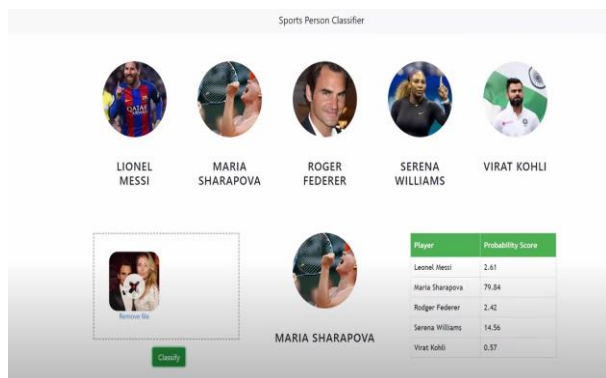 Sports Person Classifier
LIONEL
MESSI
MARIA
SHARAPOVA
ROGER
FEDERER
SERENA
WILLIAMS
VIRAT KOHLI
Remove file
Classify
MARIA SHARAPOVA
Player Probability Score
Leonel Messi 2.61
Maria Sharapova 79.84
Rodger Federer 2.42
Serena Williams 14.56
Virat Kohli 0.57